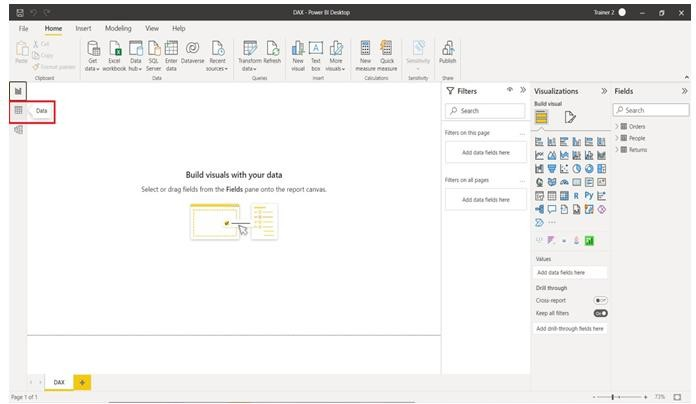 DAX - Power BI Desktop
Trainer 2
File Home Insert Modeling View Help
Paste
Cut
Copy
Format painter
Get data
Excel workbook
Data hub
SQL Server
Enter data
Dataverse
Recent sources
Transform data
Refresh
New visual
Text box
More visuals
New measure
Quick measure
Sensitivity
Publish
Clipboard
Data
Queries
Insert
Calculations
Sensitivity
Share
Data
Build visuals with your data
Select or drag fields from the Fields pane onto the report canvas.
Filters
Search
Filters on this page
...
Add data fields here
Filters on all pages
...
Add data fields here
Visualizations
Build visual
R
Py
...
Values
Add data fields here
Drill through
Cross-report
Off
Keep all filters
On
Add drill-through fields here
Fields
Search
Orders
People
Returns
DAX
Page 1 of 1
73%